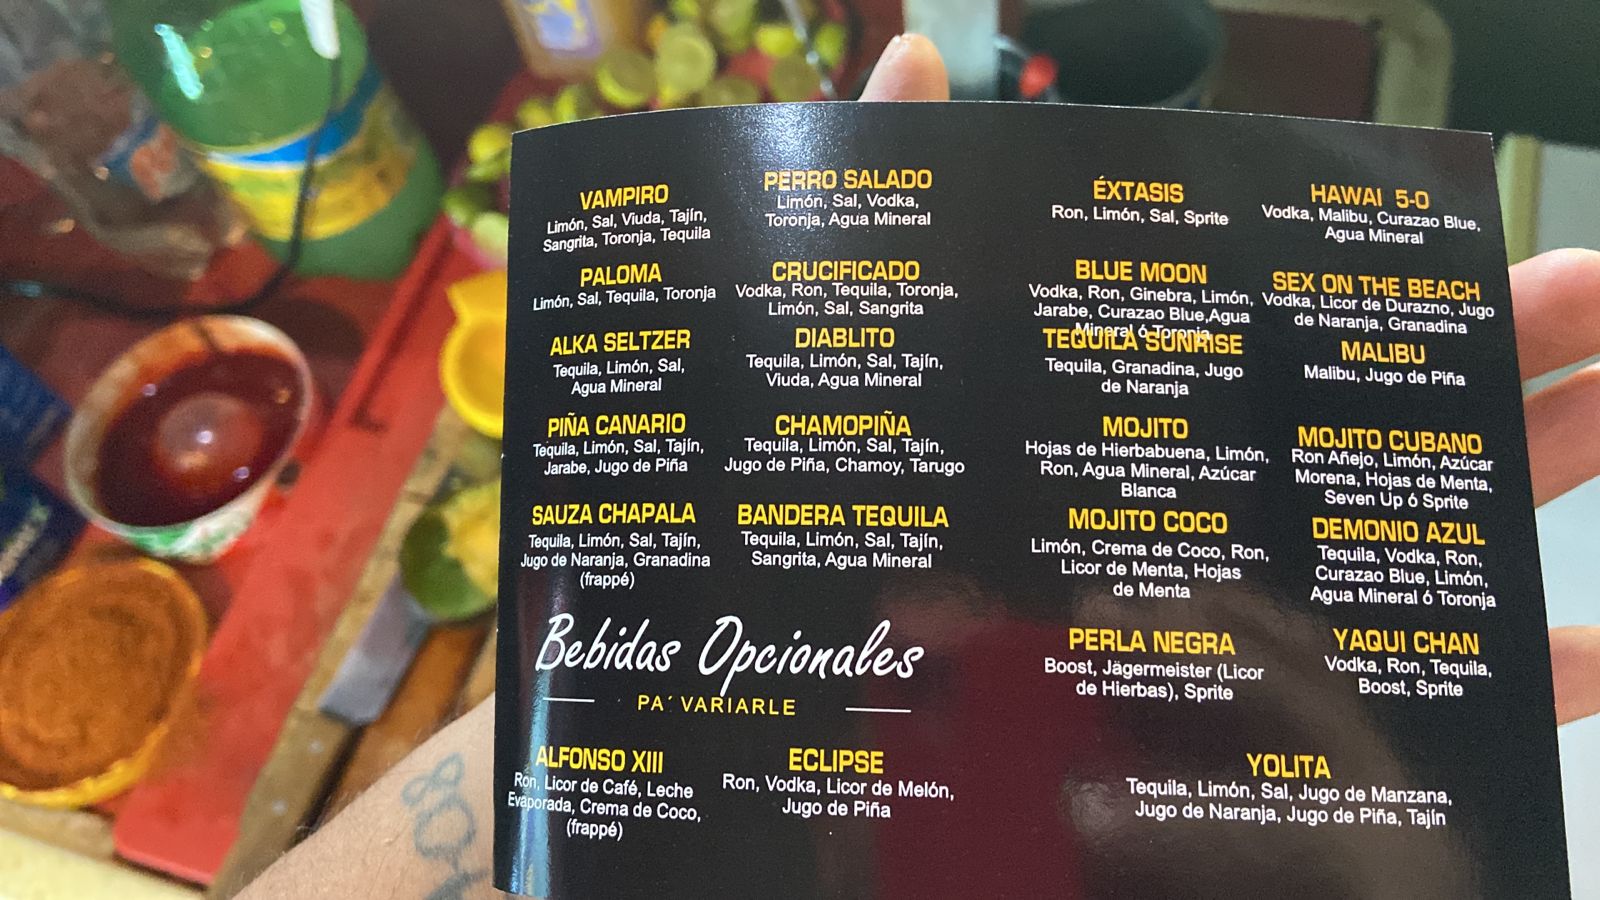 VAMPIRO
Limón, Sal, Viuda, Tajín,
Sangrita, Toronja, Tequila
PALOMA
Limón, Sal, Tequila, Toronja
ALKA SELTZER
Tequila, Limón, Sal,
Agua Mineral
PIÑA CANARIO
Tequila, Limón, Sal, Tajín,
Jarabe, Jugo de Piña
SAUZA CHAPALA
Tequila, Limón, Sal, Tajín,
Jugo de Naranja, Granadina
(frappé)
PERRO SALADO
Limón, Sal, Vodka,
Toronja, Agua Mineral
CRUCIFICADO
Vodka, Ron, Tequila, Toronja,
Limón, Sal, Sangrita
DIABLITO
Tequila, Limón, Sal, Tajín,
Viuda, Agua Mineral
CHAMOPIÑA
Tequila, Limón, Sal, Tajín,
Jugo de Piña, Chamoy, Tarugo
BANDERA TEQUILA
Tequila, Limón, Sal, Tajín,
Sangrita, Agua Mineral
Bebidas Opcionales
PA´ VARIARLE
ALFONSO XIII
Ron, Licor de Café, Leche
Evaporada, Crema de Coco,
(frappé)
ECLIPSE
Ron, Vodka, Licor de Melón,
Jugo de Piña
ÉXTASIS
Ron, Limón, Sal, Sprite
BLUE MOON
Vodka, Ron, Ginebra, Limón,
Jarabe, Curazao Blue,Agua
Mineral ó Toronja
TEQUILA SUNRISE
Tequila, Granadina, Jugo
de Naranja
MOJITO
Hojas de Hierbabuena, Limón,
Ron, Agua Mineral, Azúcar
Blanca
MOJITO COCO
Limón, Crema de Coco, Ron,
Licor de Menta, Hojas
de Menta
PERLA NEGRA
Boost, Jägermeister (Licor
de Hierbas), Sprite
HAWAI 5-0
Vodka, Malibu, Curazao Blue,
Agua Mineral
SEX ON THE BEACH
Vodka, Licor de Durazno, Jugo
de Naranja, Granadina
MALIBU
Malibu, Jugo de Piña
MOJITO CUBANO
Ron Añejo, Limón, Azúcar
Morena, Hojas de Menta,
Seven Up ó Sprite
DEMONIO AZUL
Tequila, Vodka, Ron,
Curazao Blue, Limón,
Agua Mineral ó Toronja
YAQUI CHAN
Vodka, Ron, Tequila,
Boost, Sprite
YOLITA
Tequila, Limón, Sal, Jugo de Manzana,
Jugo de Naranja, Jugo de Piña, Tajín